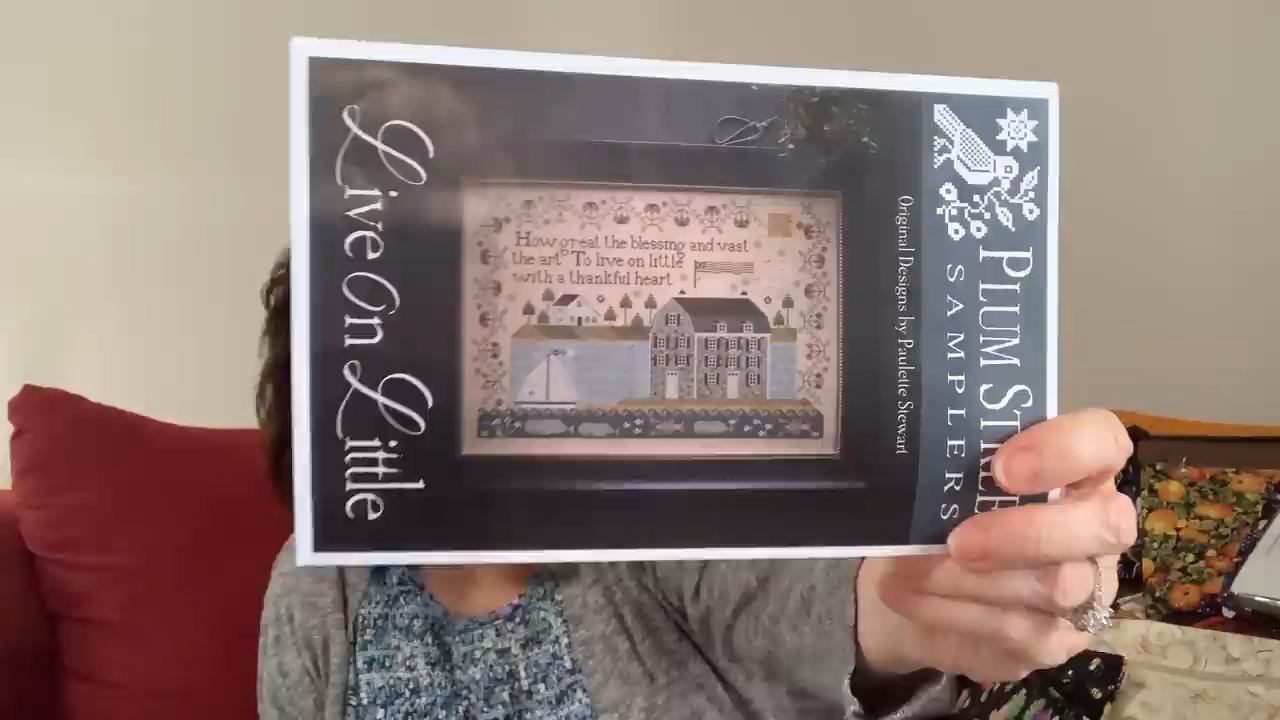 Live On Little
How great the blessing and vast
the art To live on little
with a thankful heart
Original Designs by Paulette Stewart
PLUM STREE
SAMPLERS